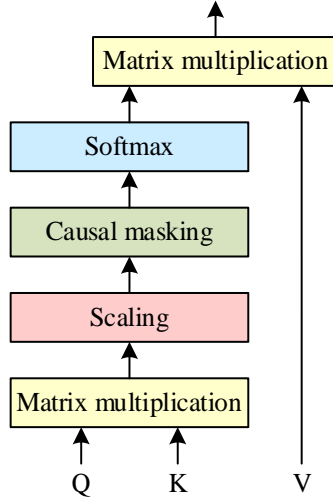 Matrix multiplication
Softmax
Causal masking
Scaling
Matrix multiplication
Q K V